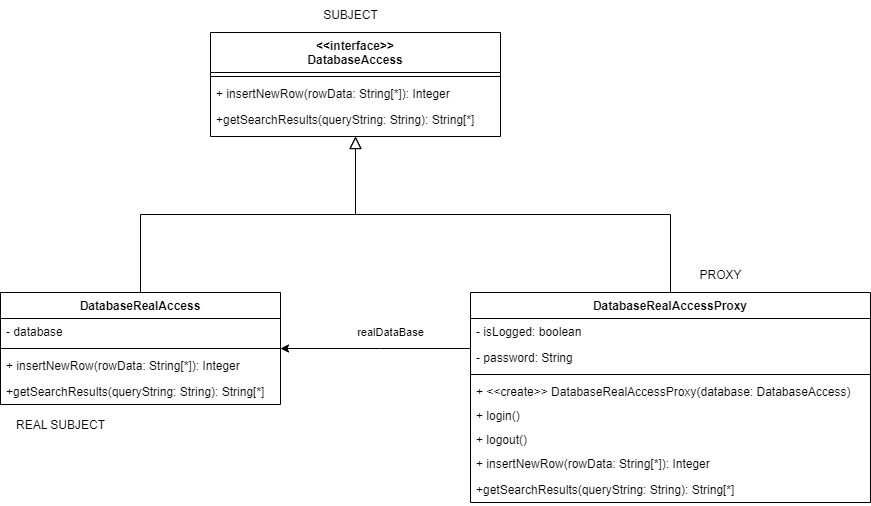 SUBJECT
<<interface>>
DatabaseAccess
+ insertNewRow(rowData: String[*]): Integer
+getSearchResults(queryString: String): String[*]
PROXY
DatabaseRealAccess
- database
+ insertNewRow(rowData: String[*]): Integer
+getSearchResults(queryString: String): String[*]
REAL SUBJECT
realDataBase
DatabaseRealAccessProxy
- isLogged: boolean
- password: String
+ <<create>> DatabaseRealAccessProxy(database: DatabaseAccess)
+ login()
+ logout()
+ insertNewRow(rowData: String[*]): Integer
+getSearchResults(queryString: String): String[*]